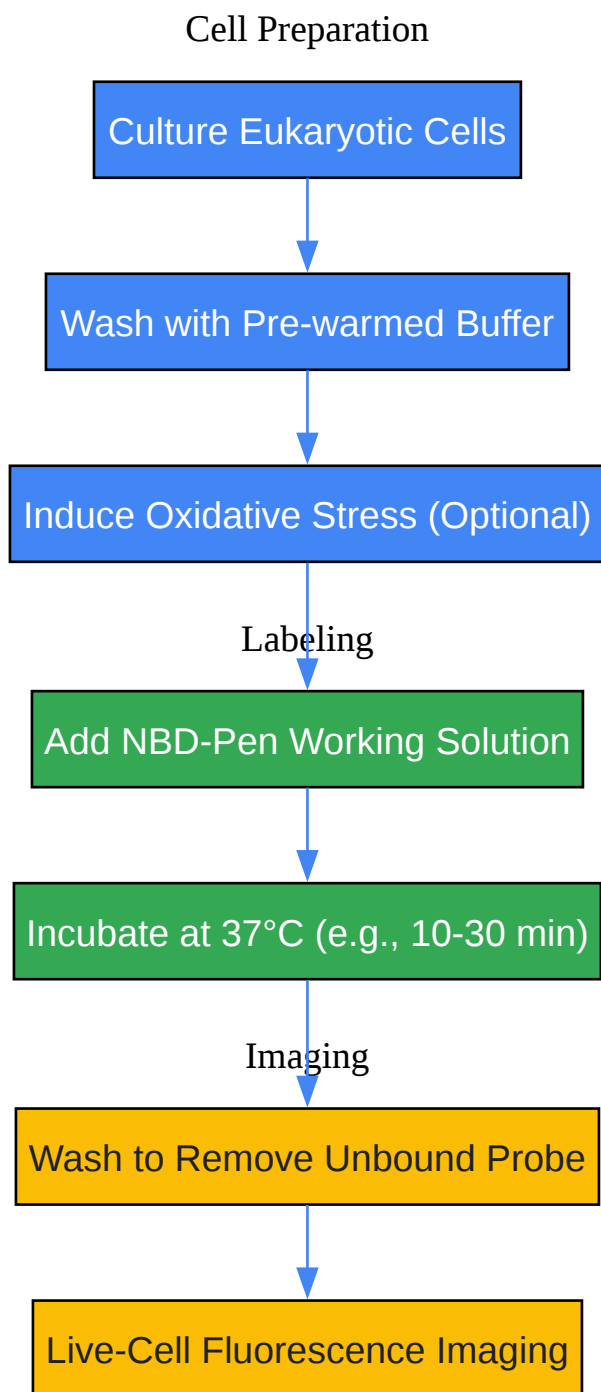 Cell Preparation
Culture Eukaryotic Cells
Wash with Pre-warmed Buffer
Induce Oxidative Stress (Optional)
Labeling
Add NBD-Pen Working Solution
Incubate at 37°C (e.g., 10-30 min)
Imaging
Wash to Remove Unbound Probe
Live-Cell Fluorescence Imaging